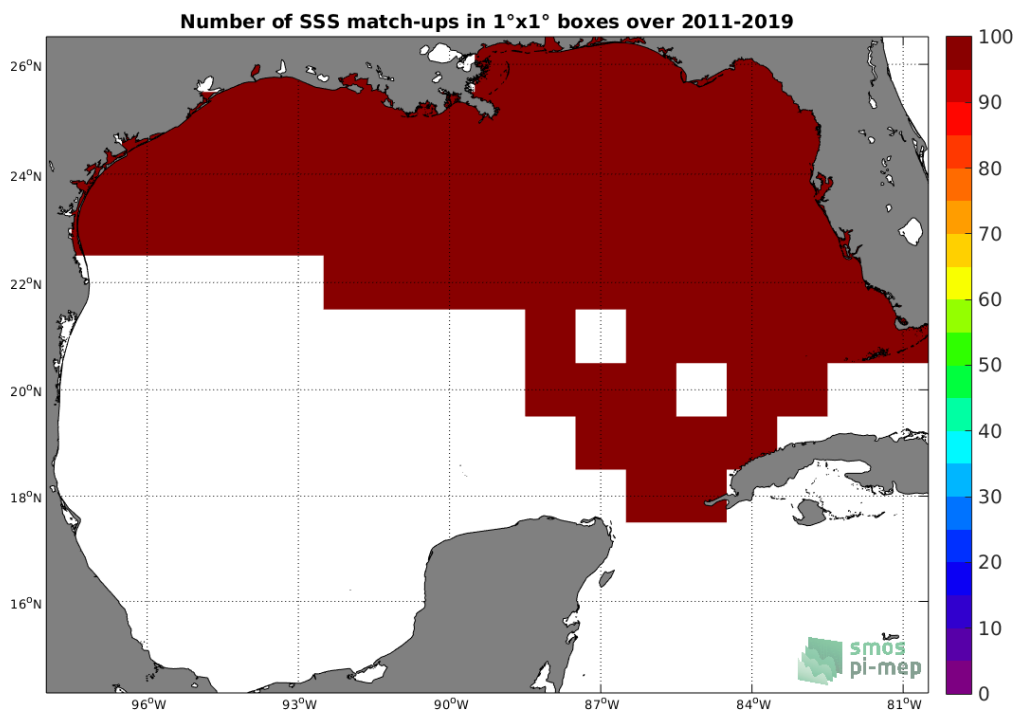 Number of SSS match-ups in 1°x1° boxes over 2011-2019
26°N
24°N
22°N
20°N
18°N
16°N
96°W
93°W
90°W
87°W
84°W
81°W
100
90
80
70
60
50
40
30
20
10
0
smos
pi-mep